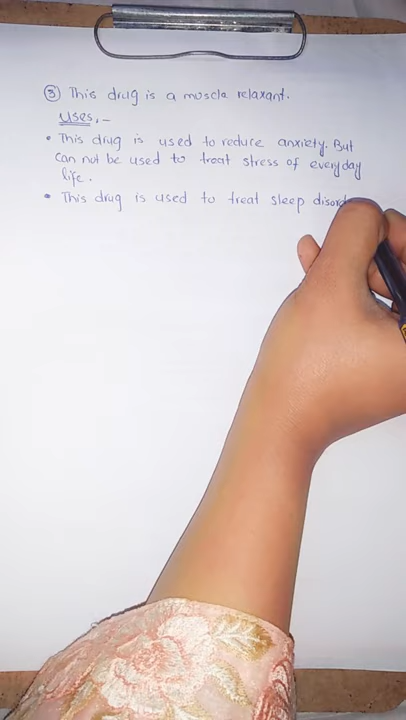 ③ This drug is a muscla relaxant.
Uses,-
• This drug is used to reduce anxiety. But
can not be used to treat stress of everyday
life.
• This drug is used to treat sleep disord